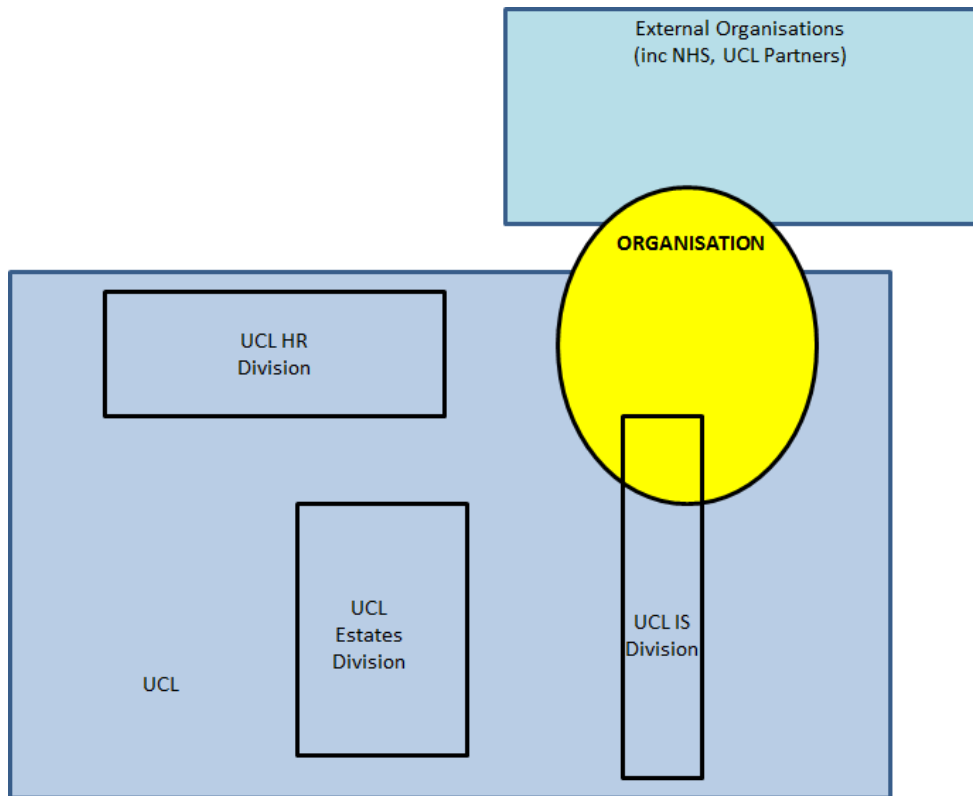 External Organisations
(inc NHS, UCL Partners)
ORGANISATION
UCL HR
Division
UCL
Estates
Division
UCL IS
Division
UCL